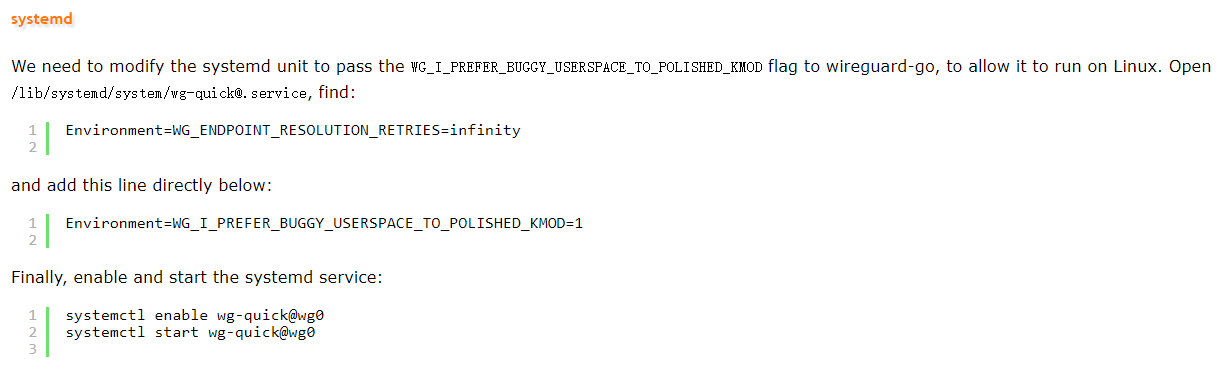 systemd
We need to modify the systemd unit to pass the WG_I_PREFER_BUGGY_USERSPACE_TO_POLISHED_KMOD flag to wireguard-go, to allow it to run on Linux. Open
/lib/systemd/system/wg-quick@.service, find:
1 Environment=WG_ENDPOINT_RESOLUTION_RETRIES=infinity
2
and add this line directly below:
1 Environment=WG_I_PREFER_BUGGY_USERSPACE_TO_POLISHED_KMOD=1
2
Finally, enable and start the systemd service:
1 systemctl enable wg-quick@wg0
2 systemctl start wg-quick@wg0
3